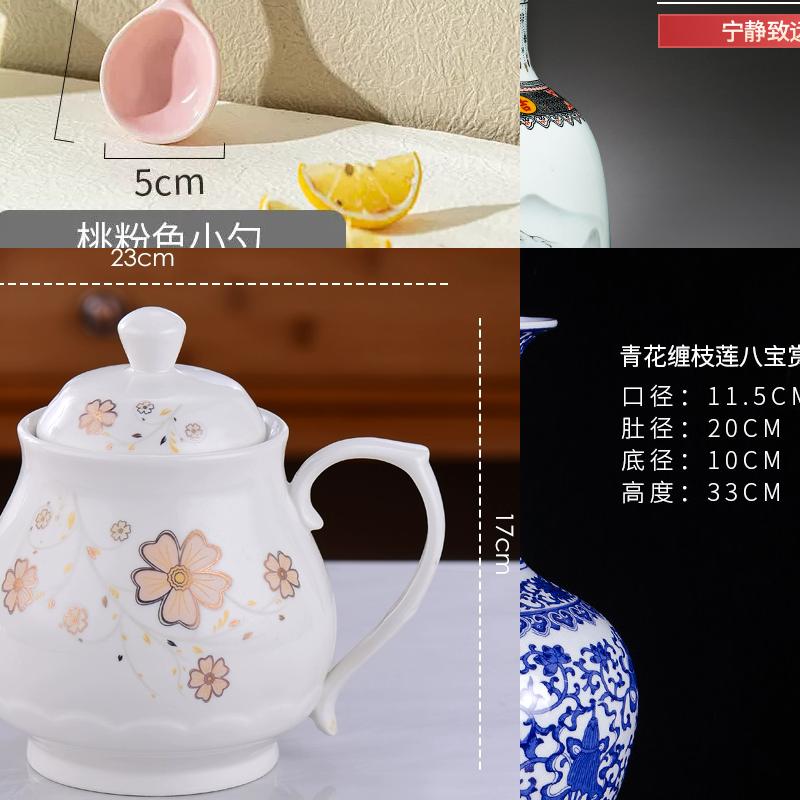 宁静致远
5cm
桃粉色小勺
23cm
17cm
青花缠枝莲八宝赏
口径：11.5CM
肚径：20CM
底径：10CM
高度：33CM